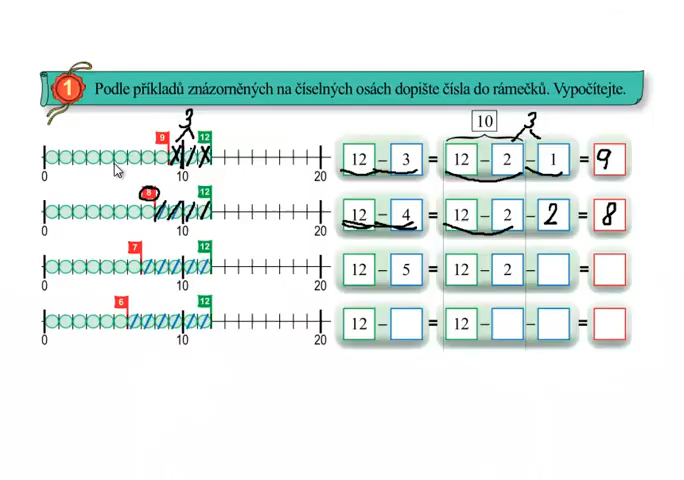 1 Podle příkladů znázorněných na číselných osách dopište čísla do rámečků. Vypočítejte.
3 10 3
9 12
0 10 20 12 – 3 = 12 – 2 – 1 = 9
8 12
0 10 20 12 – 4 = 12 – 2 – 2 = 8
7 12
0 10 20 12 – 5 = 12 – 2 – =
6 12
0 10 20 12 – = 12 – – =